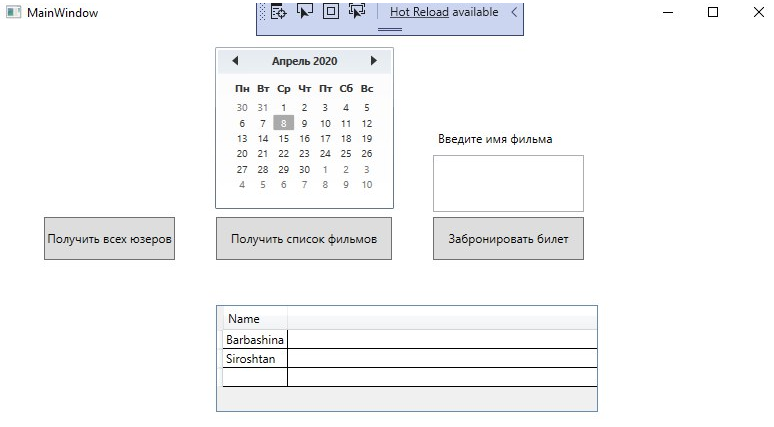 MainWindow
Hot Reload available
Апрель 2020
Пн Вт Ср Чт Пт Сб Вс
30 31 1 2 3 4 5
6 7 8 9 10 11 12
13 14 15 16 17 18 19
20 21 22 23 24 25 26
27 28 29 30 1 2 3
4 5 6 7 8 9 10
Введите имя фильма
Получить всех юзеров
Получить список фильмов
Забронировать билет
Name
Barbashina
Siroshtan